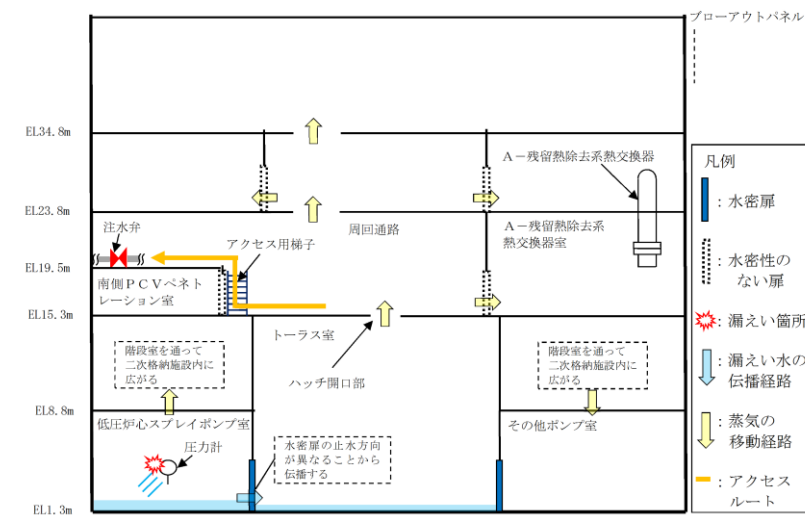 ブローアウトパネル
EL34.8m
A－残留熱除去系熱交換器
凡例
：水密扉
EL23.8m
注水弁
周回通路
A－残留熱除去系
熱交換器室
アクセス用梯子
：水密性の
ない扉
EL19.5m
南側PCVペネト
レーション室
EL15.3m
：漏えい箇所
トーラス室
階段室を通って
二次格納施設内に
広がる
ハッチ開口部
階段室を通って
二次格納施設内に
広がる
：漏えい水の
伝播経路
EL8.8m
低圧炉心スプレイポンプ室
その他ポンプ室
：蒸気の
移動経路
圧力計
水密扉の止水方向
が異なることから
伝播する
：アクセス
ルート
EL1.3m